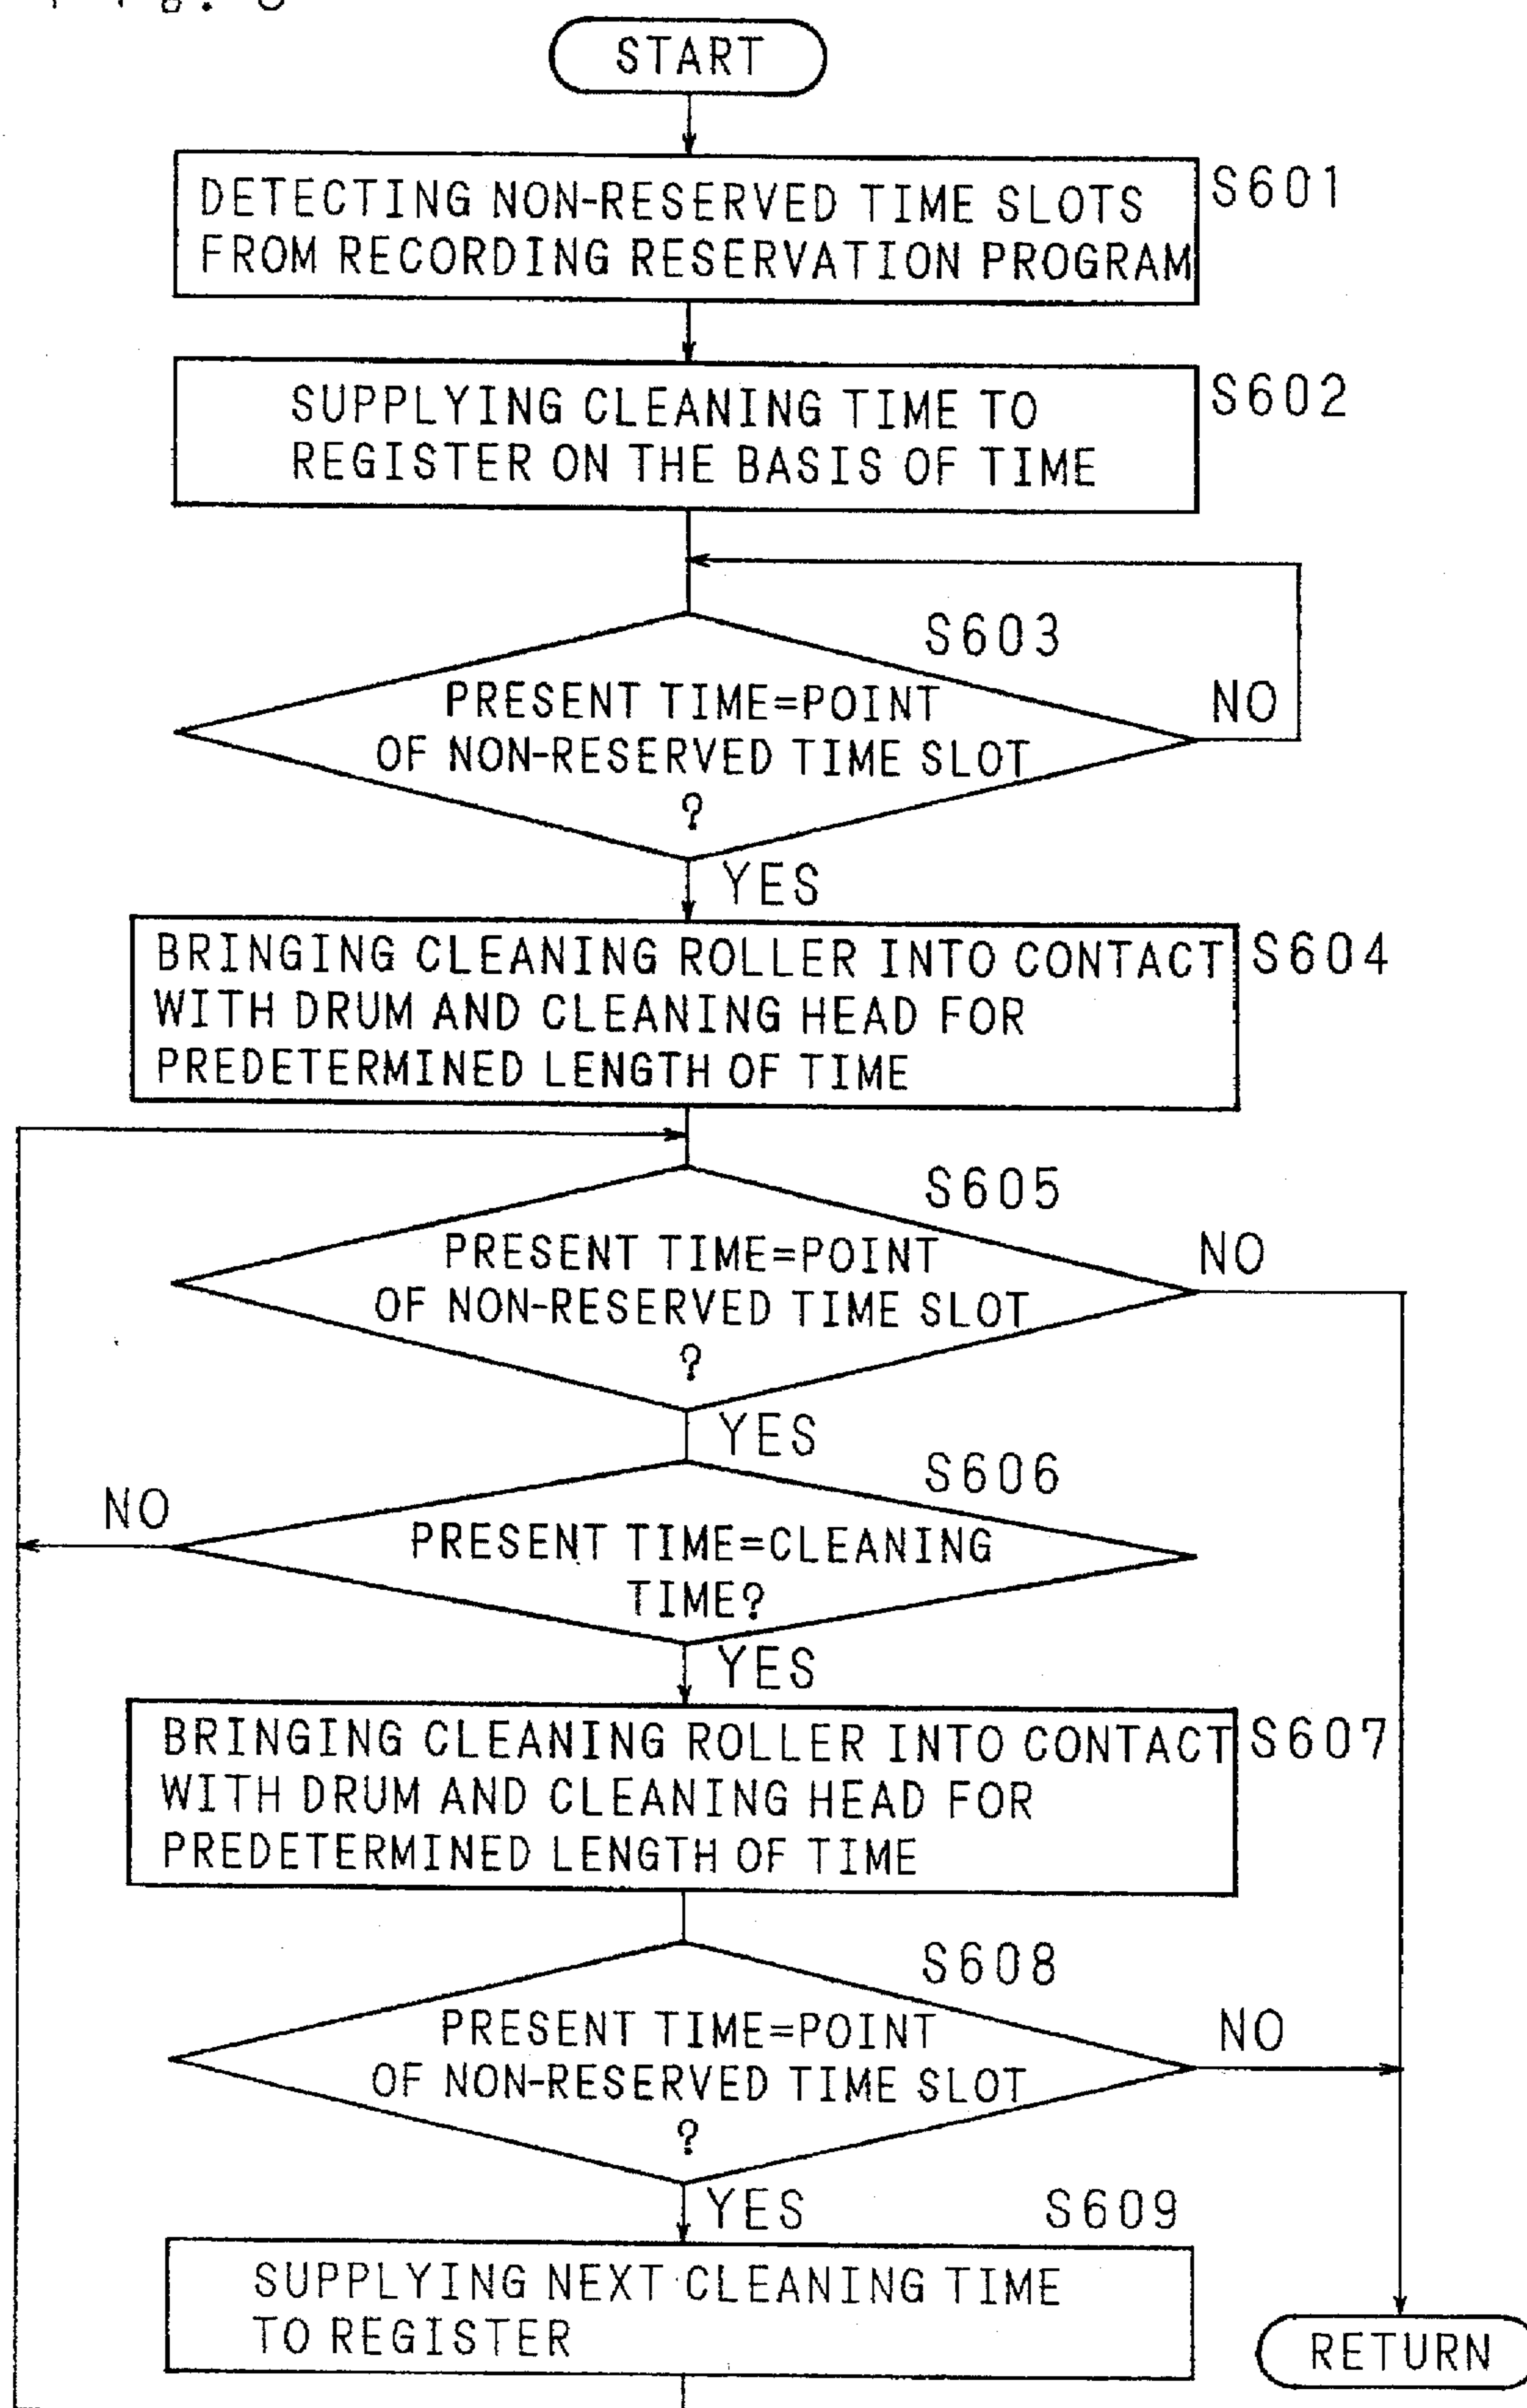 START
DETECTING NON-RESERVED TIME SLOTS
FROM RECORDING RESERVATION PROGRAM
S601
SUPPLYING CLEANING TIME TO
REGISTER ON THE BASIS OF TIME
S602
S603
PRESENT TIME=POINT
OF NON-RESERVED TIME SLOT
?
NO
YES
BRINGING CLEANING ROLLER INTO CONTACT
WITH DRUM AND CLEANING HEAD FOR
PREDETERMINED LENGTH OF TIME
S604
S605
PRESENT TIME=POINT
OF NON-RESERVED TIME SLOT
?
NO
YES
S606
NO
PRESENT TIME=CLEANING
TIME?
YES
BRINGING CLEANING ROLLER INTO CONTACT
WITH DRUM AND CLEANING HEAD FOR
PREDETERMINED LENGTH OF TIME
S607
S608
PRESENT TIME=POINT
OF NON-RESERVED TIME SLOT
?
NO
YES
S609
SUPPLYING NEXT CLEANING TIME
TO REGISTER
RETURN